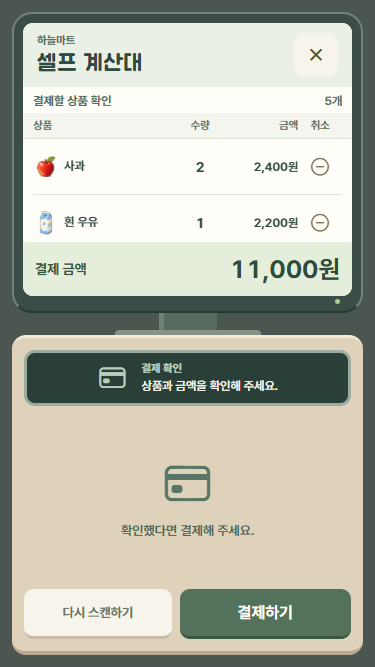 하늘마트
셀프 계산대
결제할 상품 확인 5개
상품 수량 금액 취소
사과 2 2,400원
흰 우유 1 2,200원
결제 금액 11,000원
결제 확인
상품과 금액을 확인해 주세요.
확인했다면 결제해 주세요.
다시 스캔하기 결제하기